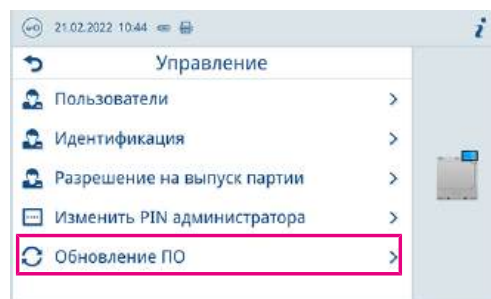 21.02.2022 10:44
i
Управление
Пользователи
Идентификация
Разрешение на выпуск партии
Изменить PIN администратора
Обновление ПО